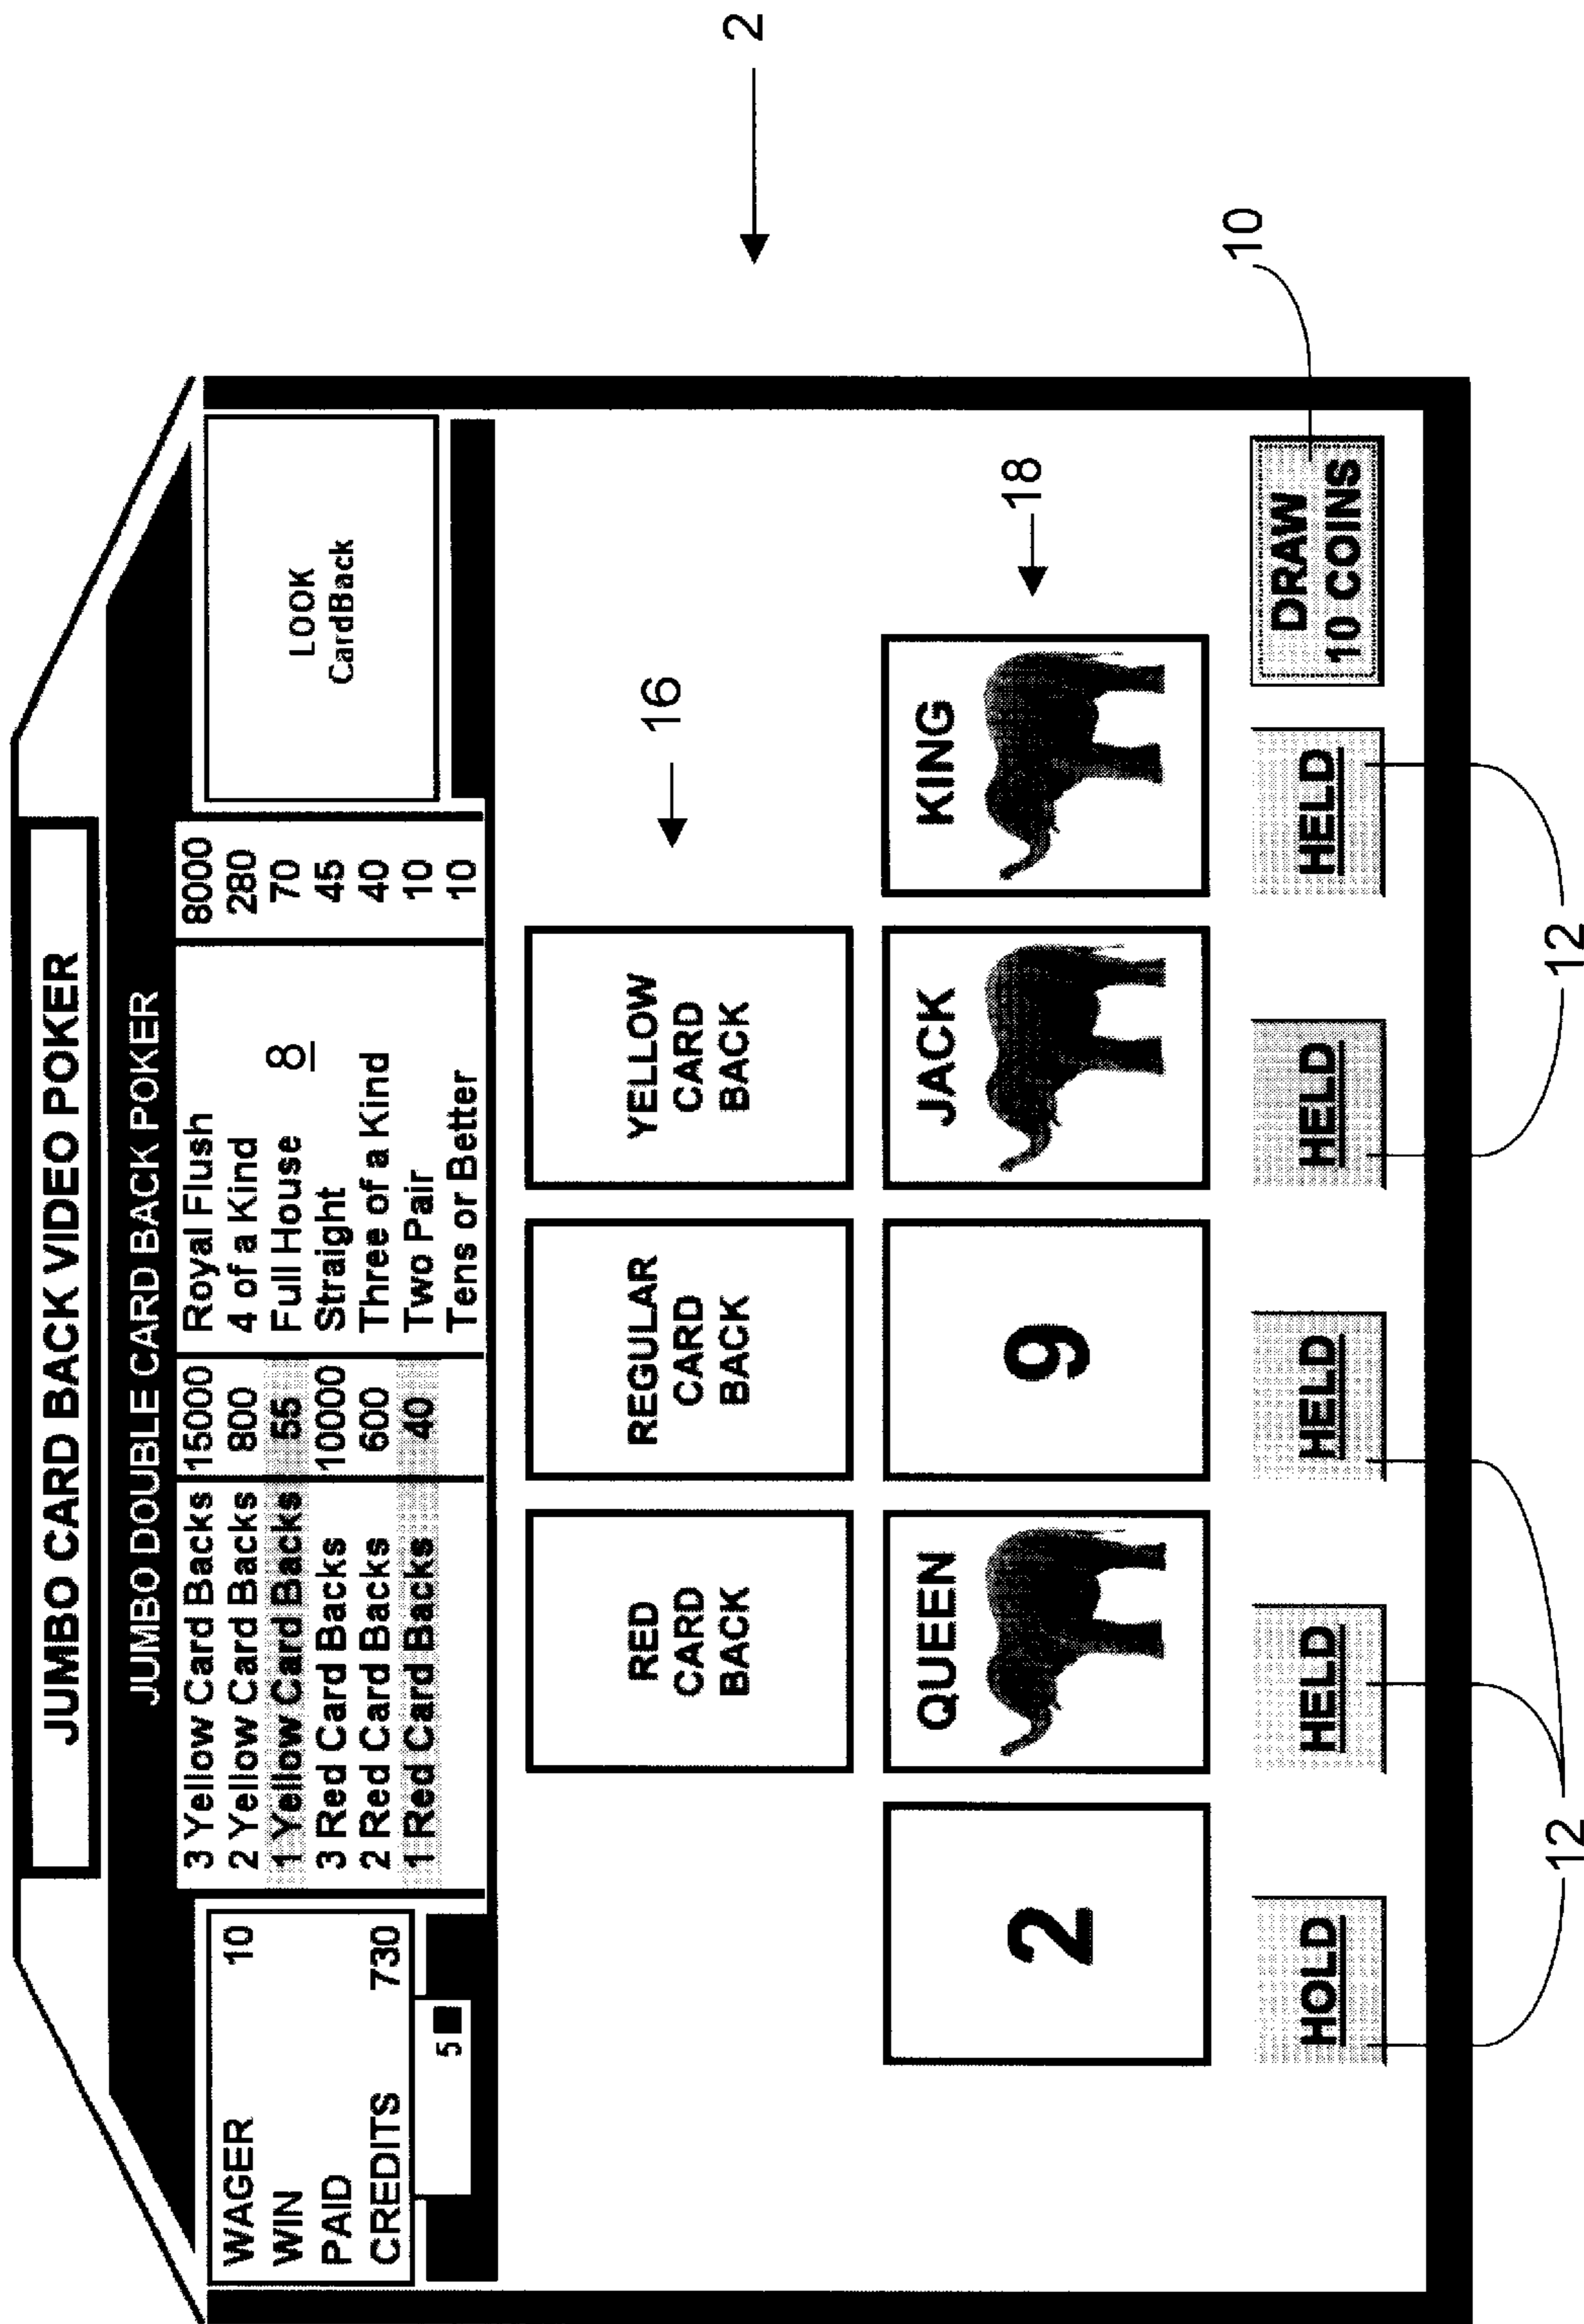 JUMBO CARD BACK VIDEO POKER
JUMBO DOUBLE CARD BACK POKER
WAGER 10
WIN
PAID
CREDITS 730
5
3 Yellow Card Backs 15000
2 Yellow Card Backs 800
1 Yellow Card Backs 55
3 Red Card Backs 10000
2 Red Card Backs 600
1 Red Card Backs 40
Royal Flush 8000
4 of a Kind 280
Full House 70
Straight 45
Three of a Kind 40
Two Pair 10
Tens or Better 10
8
LOOK
CardBack
2
RED
CARD
BACK
REGULAR
CARD
BACK
YELLOW
CARD
BACK
16
2
QUEEN
9
JACK
KING
18
HOLD
HELD
HELD
HELD
HELD
DRAW
10 COINS
10
12
12